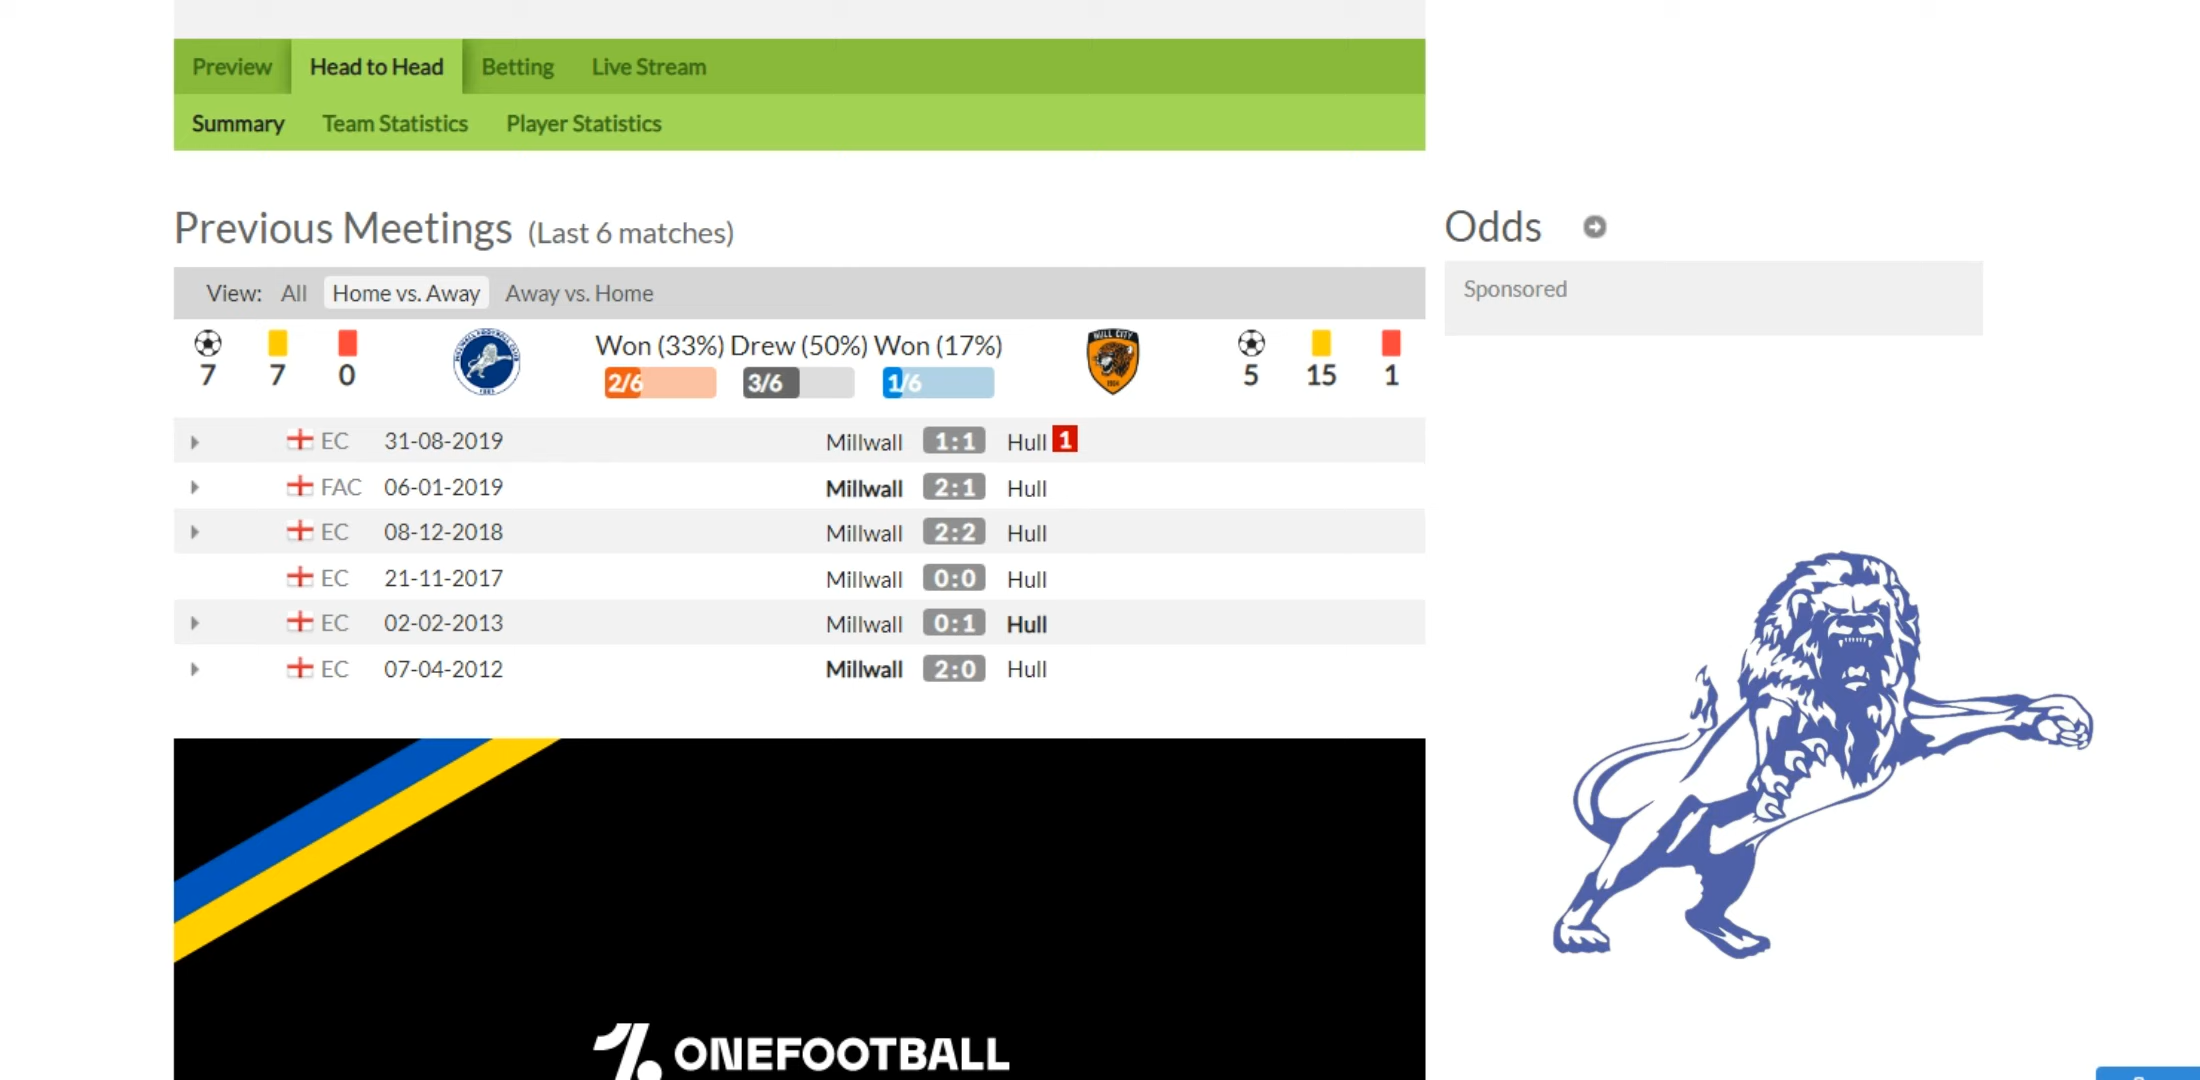 Preview Head to Head Betting Live Stream
Summary Team Statistics Player Statistics
Previous Meetings (Last 6 matches)
Odds
View: All Home vs. Away Away vs. Home
Sponsored
Won (33%) Drew (50%) Won (17%)
7 7 0 2/6 3/6 1/6 5 15 1
HULL CITY
1904
EC 31-08-2019 Millwall 1:1 Hull 1
FAC 06-01-2019 Millwall 2:1 Hull
EC 08-12-2018 Millwall 2:2 Hull
EC 21-11-2017 Millwall 0:0 Hull
EC 02-02-2013 Millwall 0:1 Hull
EC 07-04-2012 Millwall 2:0 Hull
ONEFOOTBALL